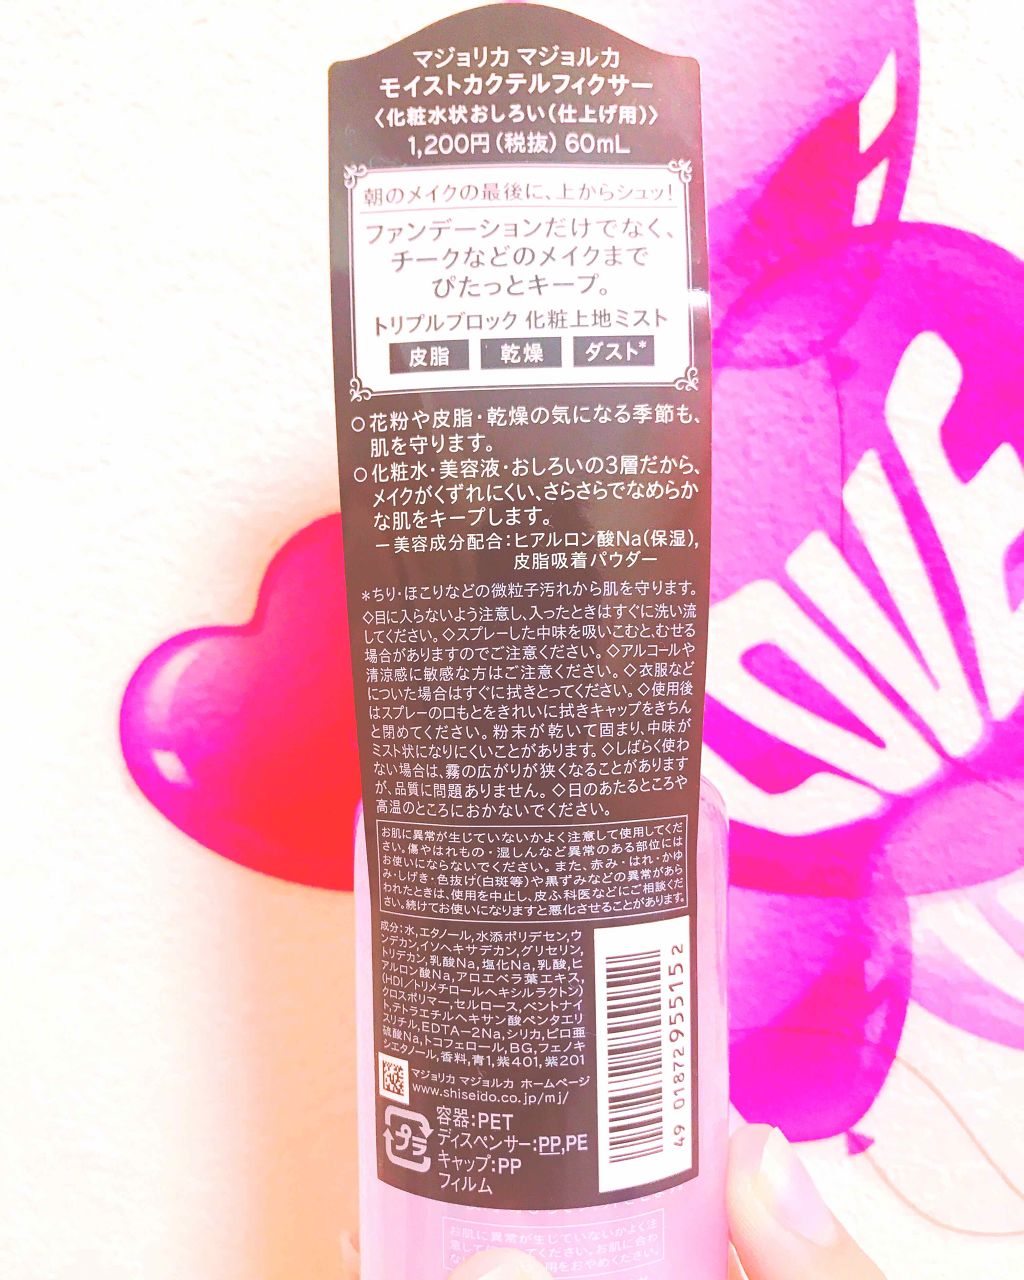 マジョリカ マジョルカ
モイストカクテルフィクサー
〈化粧水状おしろい(仕上げ用)〉
1,200円(税抜) 60mL
朝のメイクの最後に、上からシュッ!
ファンデーションだけでなく、
チークなどのメイクまで
ぴたっとキープ。
トリプルブロック 化粧上地ミスト
皮脂 乾燥 ダスト*
○花粉や皮脂・乾燥の気になる季節も、
肌を守ります。
○化粧水・美容液・おしろいの3層だから、
メイクがくずれにくい、さらさらでなめらか
な肌をキープします。
ー美容成分配合:ヒアルロン酸Na(保湿),
皮脂吸着パウダー
*ちり・ほこりなどの微粒子汚れから肌を守ります。
◇目に入らないよう注意し、入ったときはすぐに洗い流
してください。◇スプレーした中味を吸いこむと、むせる
場合がありますのでご注意ください。◇アルコールや
清涼感に敏感な方はご注意ください。◇衣服など
についた場合はすぐに拭きとってください。◇使用後
はスプレーの口もとをきれいに拭きキャップをきちん
と閉めてください。粉末が乾いて固まり、中味が
ミスト状になりにくいことがあります。◇しばらく使わ
ない場合は、霧の広がりが狭くなることがあります
が、品質に問題ありません。◇日のあたるところや
高温のところにおかないでください。
お肌に異常が生じていないかよく注意して使用してくだ
さい。傷やはれもの・湿しんなど異常のある部位には
お使いにならないでください。また、赤み・はれ・かゆ
み・しげき・色抜け(白斑等)や黒ずみなどの異常があら
われたときは、使用を中止し、皮ふ科医などにご相談くだ
さい。続けてお使いになりますと悪化させることがあります。
成分:水,エタノール,水添ポリデセン,ウ
ンデカン,イソヘキサデカン,グリセリン,
トリデカン,乳酸Na,塩化Na,乳酸,ヒ
アルロン酸Na,アロエベラ葉エキス,
(HDI/トリメチロールヘキシルラクトン)
クロスポリマー,セルロース,ベントナイ
ト,テトラエチルヘキサン酸ペンタエリ
スリチル,EDTA-2Na,シリカ,ピロ亜
硫酸Na,トコフェロール,BG,フェノキ
シエタノール,香料,青1,紫401,紫201
マジョリカ マジョルカ ホームページ
www.shiseido.co.jp/mj/
プラ
容器:PET
ディスペンサー:PP,PE
キャップ:PP
フィルム
4901872955152
お肌に異常が生じていないかよく注
LOVE